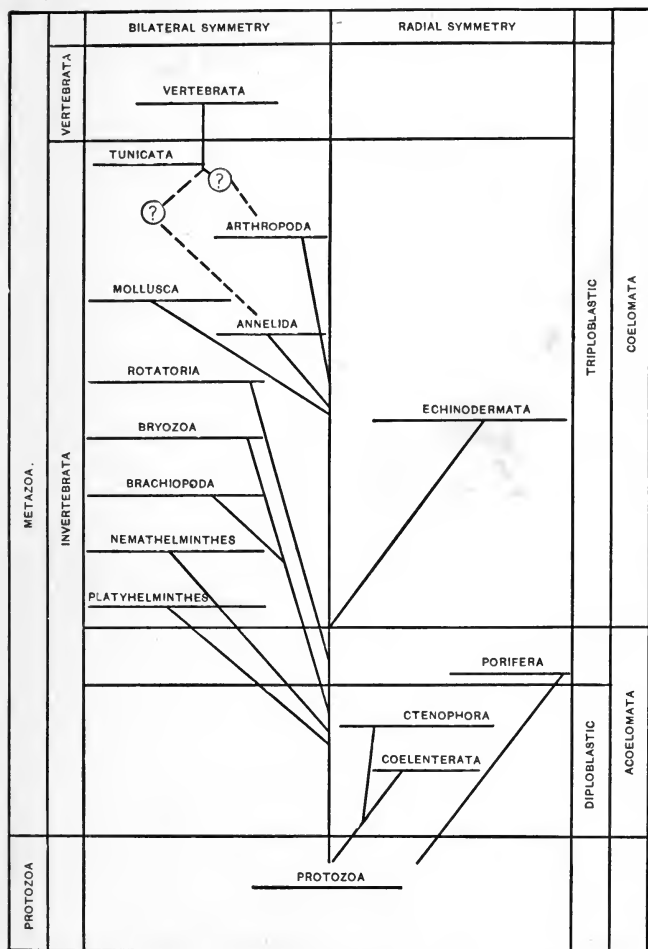 BILATERAL SYMMETRY
RADIAL SYMMETRY
VERTEBRATA
VERTEBRATA
TUNICATA
?
?
ARTHROPODA
MOLLUSCA
ANNELIDA
ROTATORIA
ECHINODERMATA
BRYOZOA
BRACHIOPODA
NEMATHELMINTHES
PLATYHELMINTHES
PORIFERA
CTENOPHORA
COELENTERATA
PROTOZOA
METAZOA.
INVERTEBRATA
PROTOZOA
TRIPLOBLASTIC
COELOMATA
DIPLOBLASTIC
ACOELOMATA